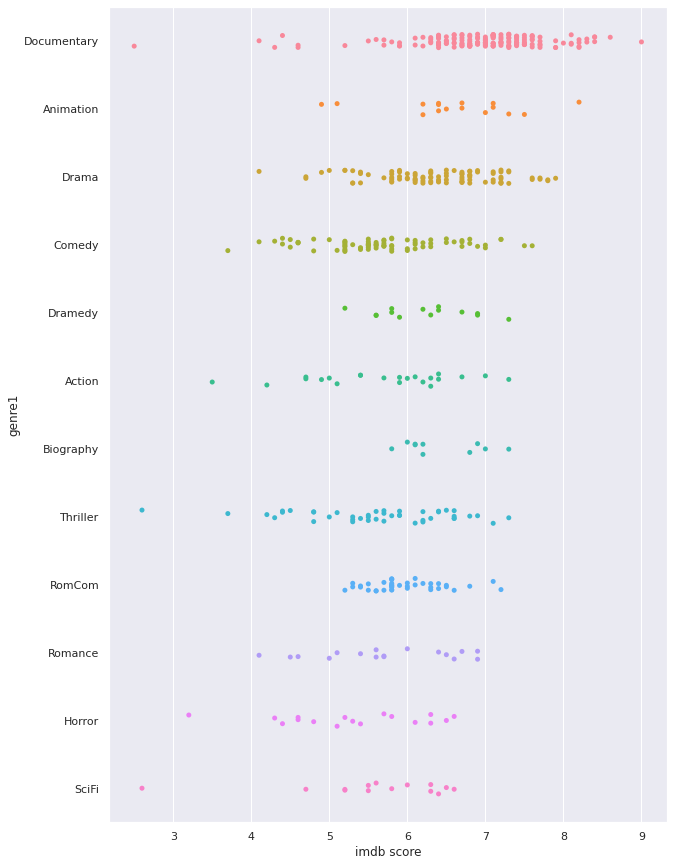 Documentary
Animation
Drama
Comedy
Dramedy
Action
genre1
Biography
Thriller
RomCom
Romance
Horror
SciFi
3 4 5 6 7 8 9
imdb score